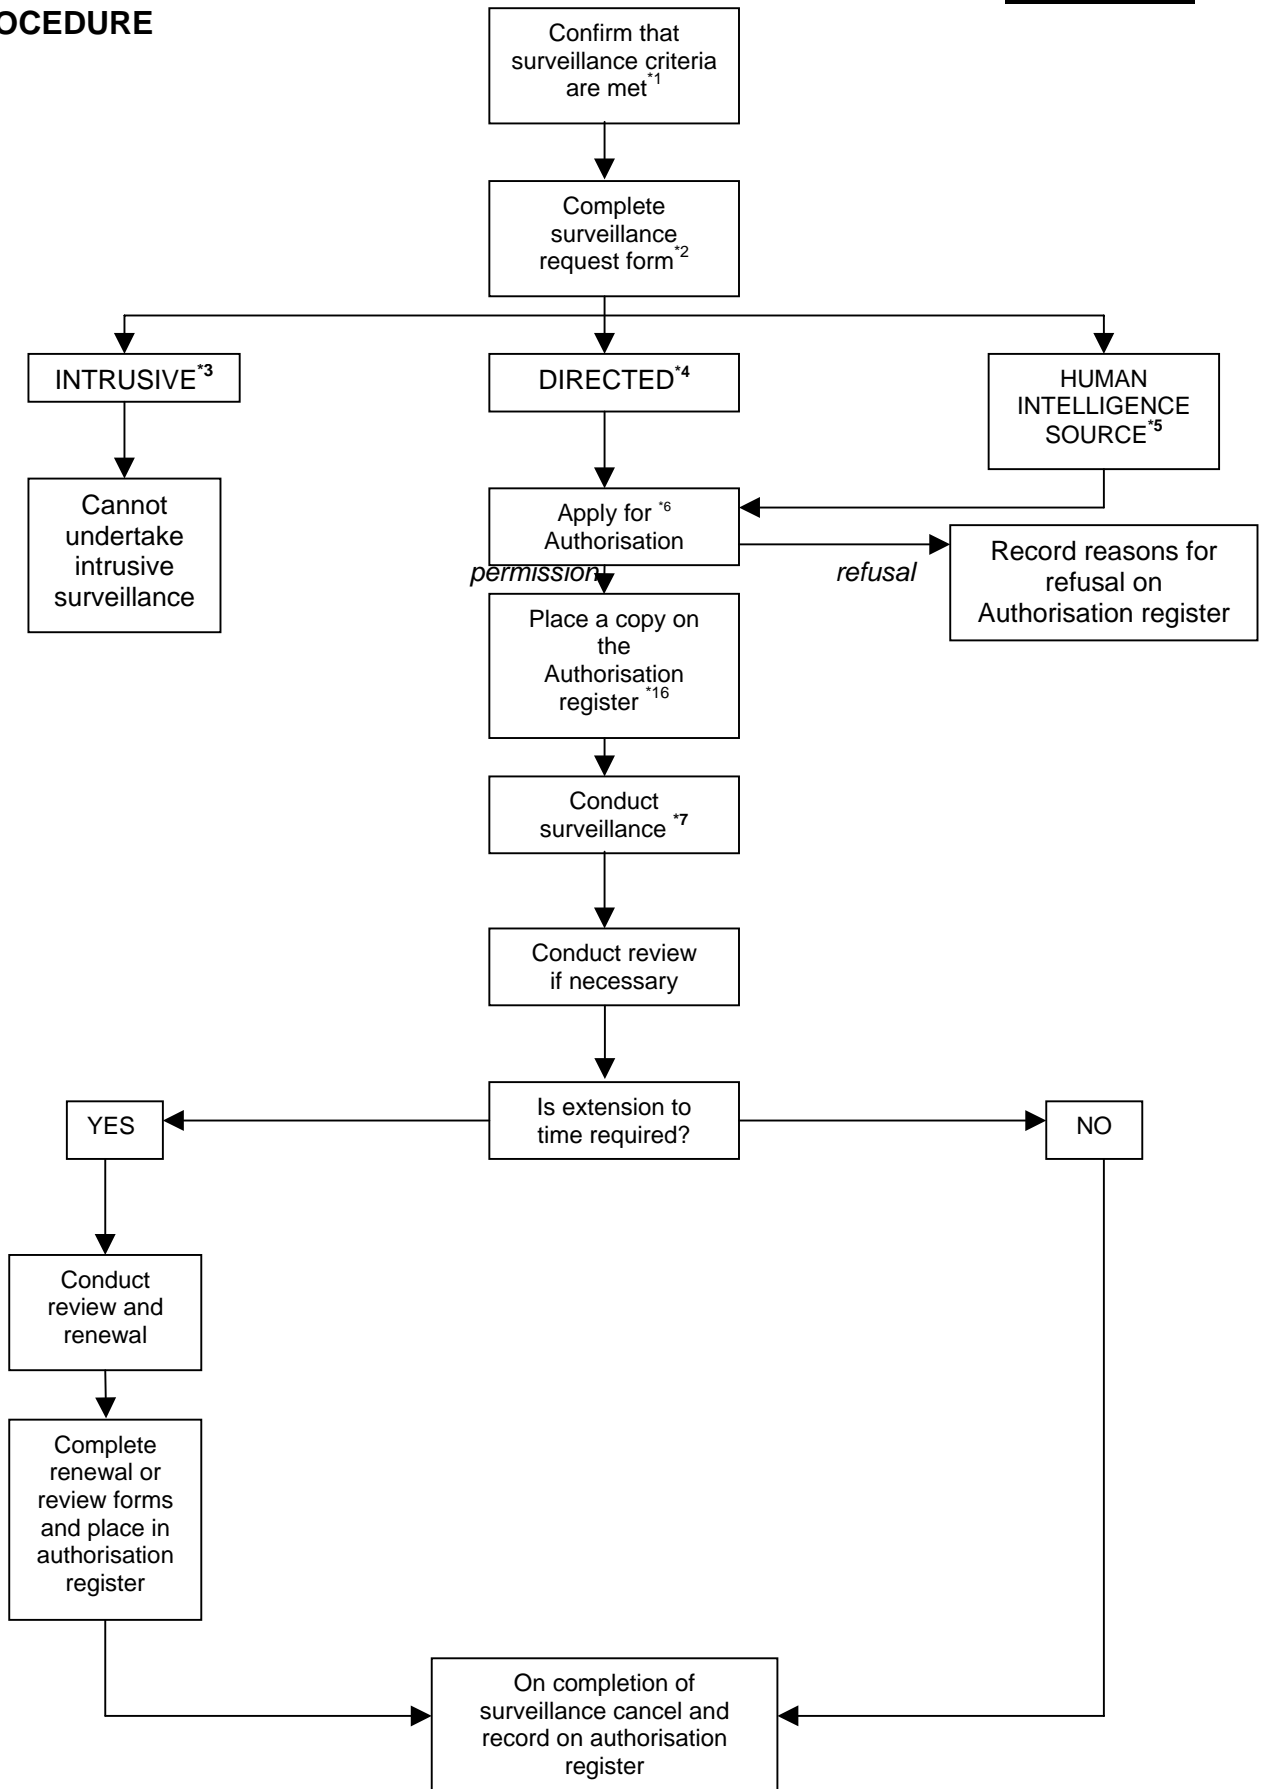 OCEDURE
Confirm that
surveillance criteria
are met*1
Complete
surveillance
request form*2
INTRUSIVE*3
DIRECTED*4
HUMAN
INTELLIGENCE
SOURCE*5
Cannot
undertake
intrusive
surveillance
Apply for *6
Authorisation
permission
refusal
Record reasons for
refusal on
Authorisation register
Place a copy on
the
Authorisation
register *16
Conduct
surveillance *7
Conduct review
if necessary
Is extension to
time required?
YES
NO
Conduct
review and
renewal
Complete
renewal or
review forms
and place in
authorisation
register
On completion of
surveillance cancel and
record on authorisation
register